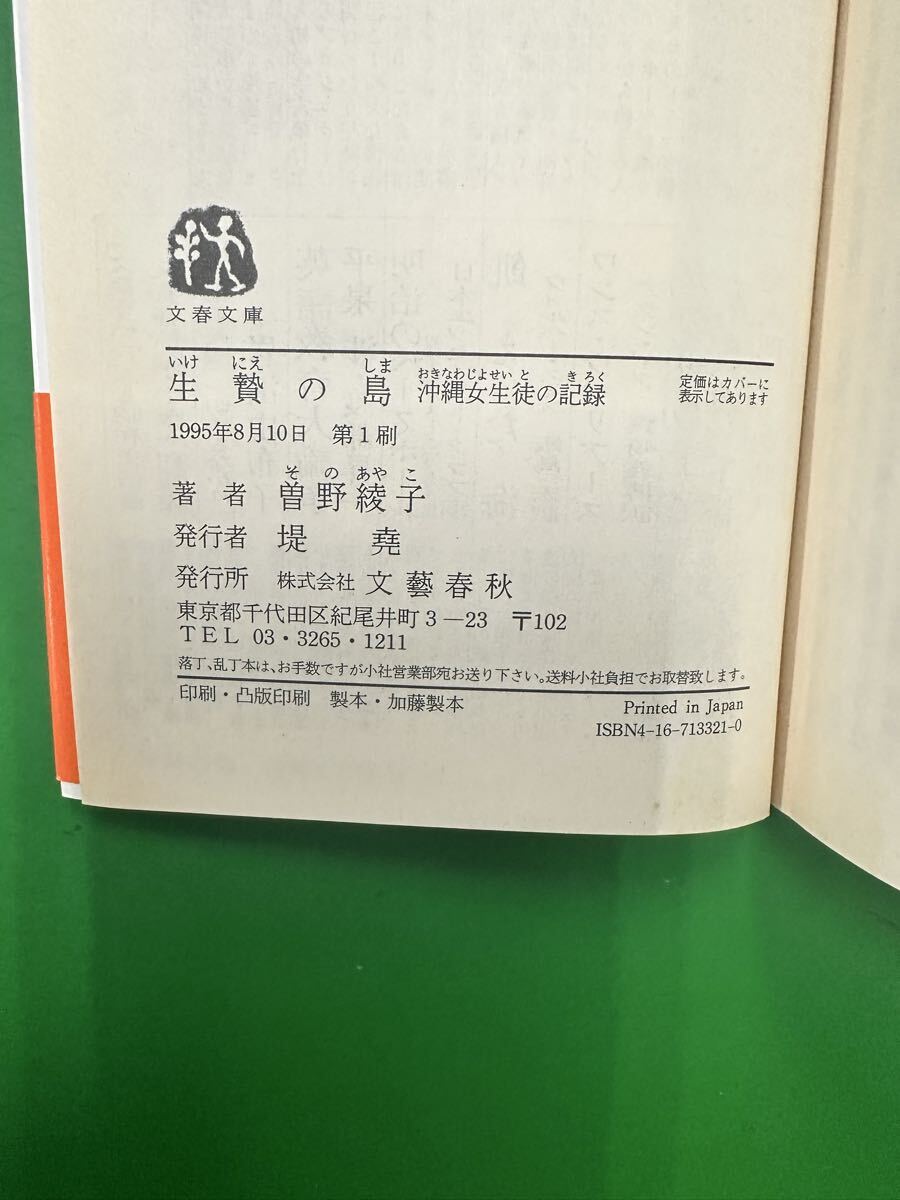 文春文庫
いけ にえ しま おきなわじよせいと きろく
生贄の島 沖縄女生徒の記録
定価はカバーに
表示してあります
1995年8月10日 第1刷
そ の あや こ
著者 曽野綾子
発行者 堤 堯
発行所 株式会社 文藝春秋
東京都千代田区紀尾井町3―23 〒102
TEL 03・3265・1211
落丁、乱丁本は、お手数ですが小社営業部宛お送り下さい。送料小社負担でお取替致します。
印刷・凸版印刷 製本・加藤製本
Printed in Japan
ISBN4-16-713321-0